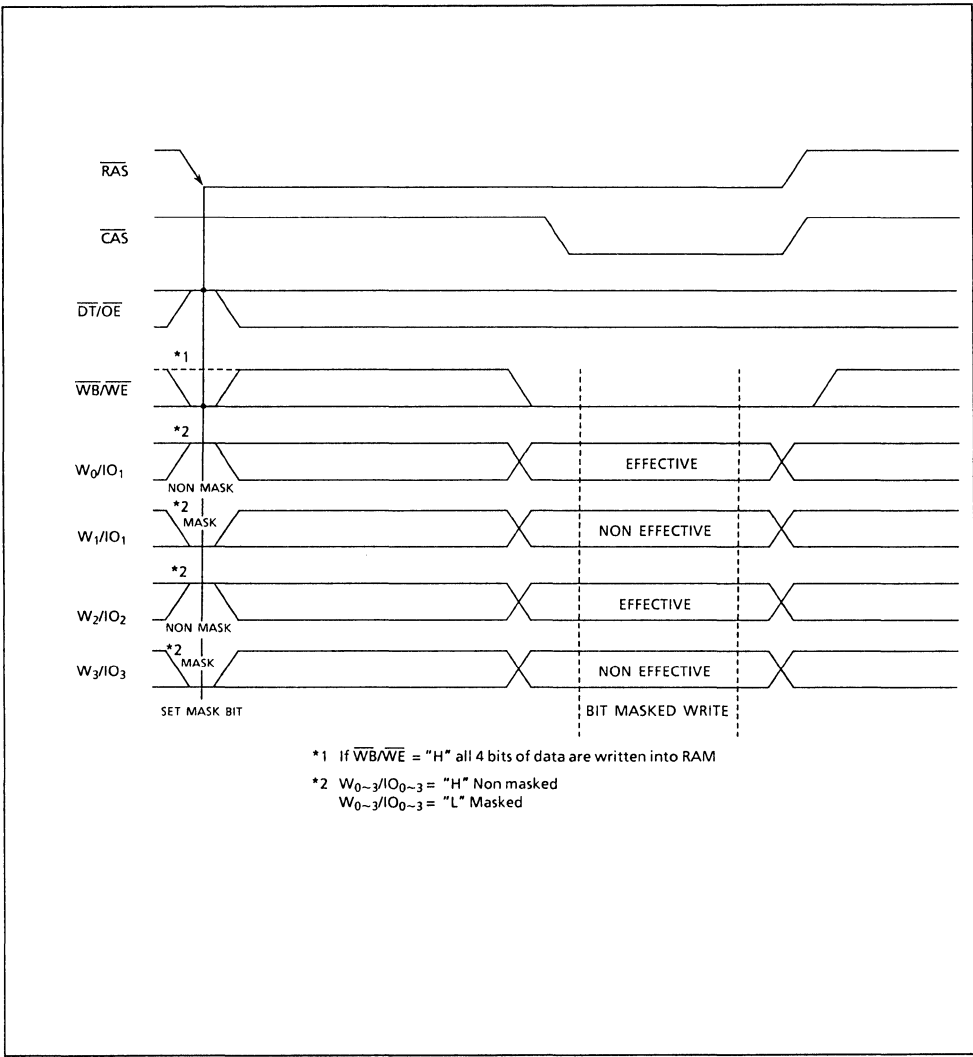 RAS
CAS
DT/OE
*1
WB/WE
*2
W0/IO1
EFFECTIVE
NON MASK
*2
MASK
W1/IO1
NON EFFECTIVE
*2
W2/IO2
EFFECTIVE
NON MASK
*2
MASK
W3/IO3
NON EFFECTIVE
SET MASK BIT
BIT MASKED WRITE
*1 If WB/WE = "H" all 4 bits of data are written into RAM
*2 W0~3/IO0~3 = "H" Non masked
W0~3/IO0~3 = "L" Masked